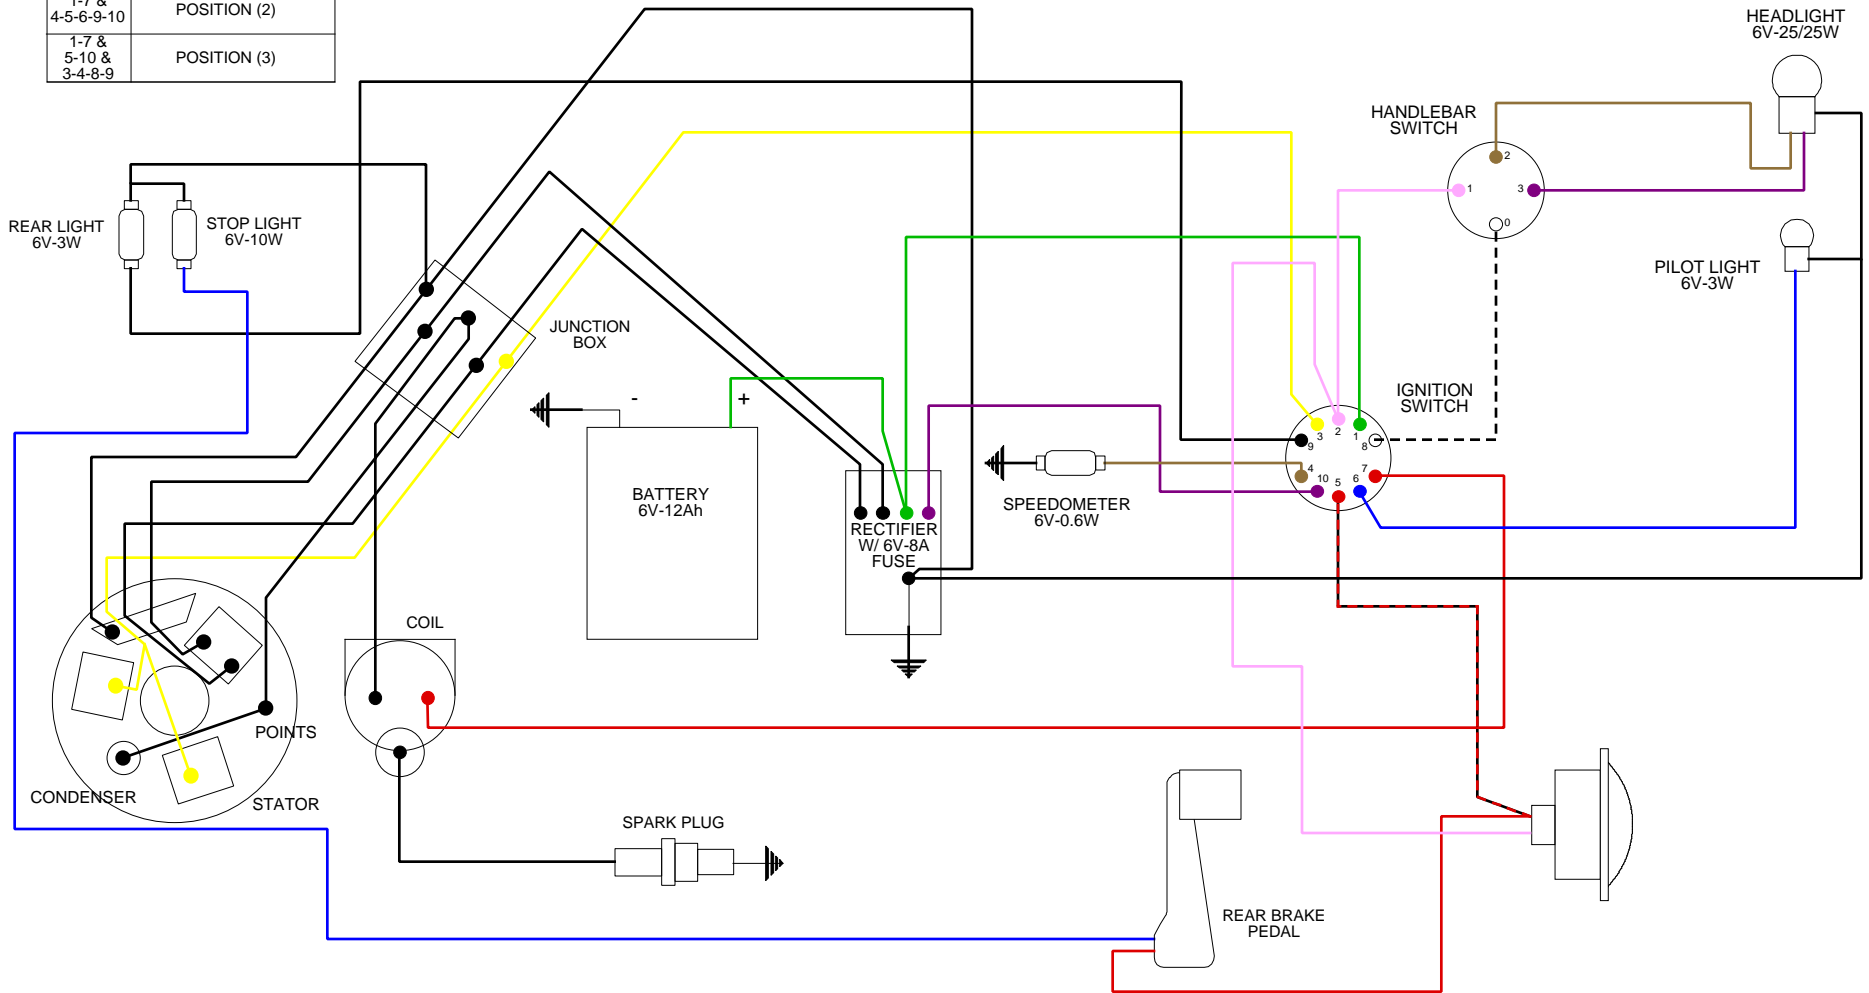 1-7 &
4-5-6-9-10
POSITION (2)
1-7 &
5-10 &
3-4-8-9
POSITION (3)
HEADLIGHT
6V-25/25W
HANDLEBAR
SWITCH
2
1
3
0
REAR LIGHT
6V-3W
STOP LIGHT
6V-10W
PILOT LIGHT
6V-3W
JUNCTION
BOX
-
+
IGNITION
SWITCH
3
2
1
8
9
4
10
5
6
7
BATTERY
6V-12Ah
SPEEDOMETER
6V-0.6W
RECTIFIER
W/ 6V-8A
FUSE
COIL
POINTS
CONDENSER
STATOR
SPARK PLUG
REAR BRAKE
PEDAL